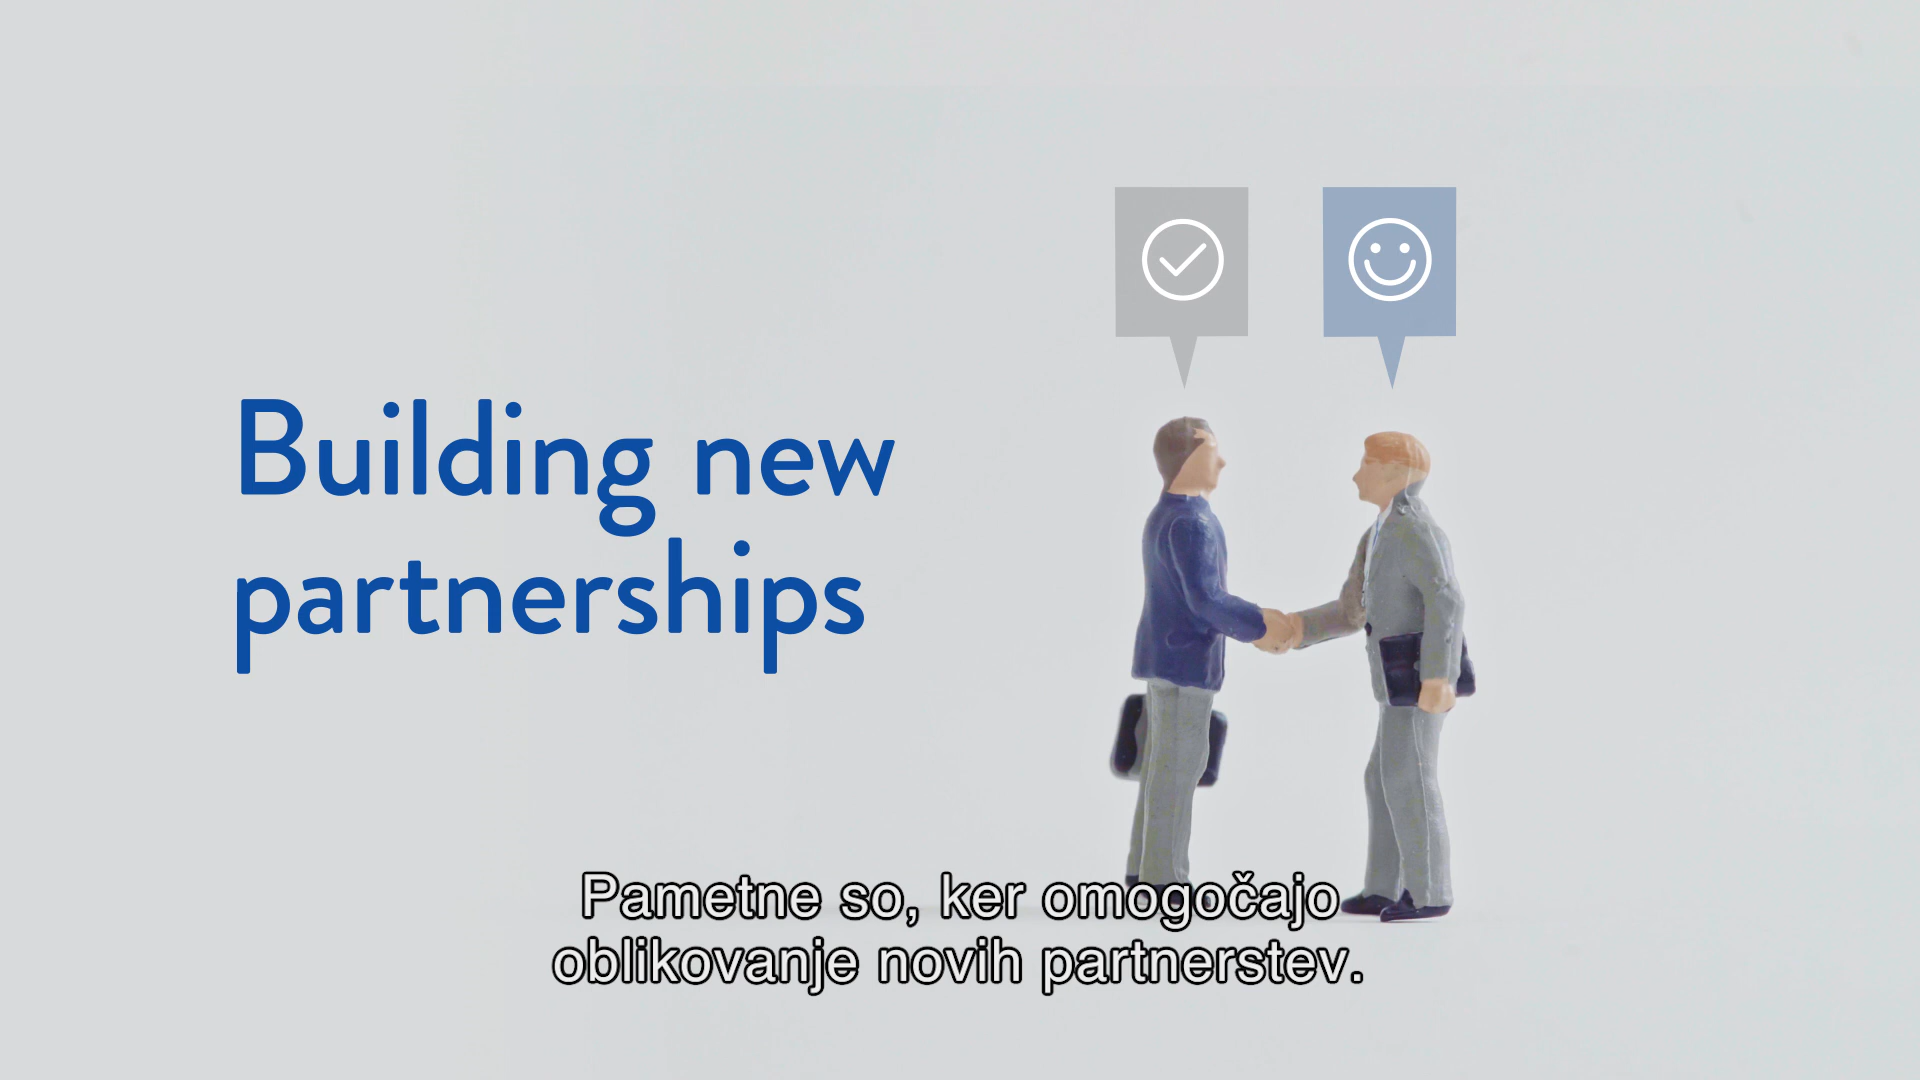 Building new
partnerships
Pametne so, ker omogočajo
oblikovanje novih partnerstev.